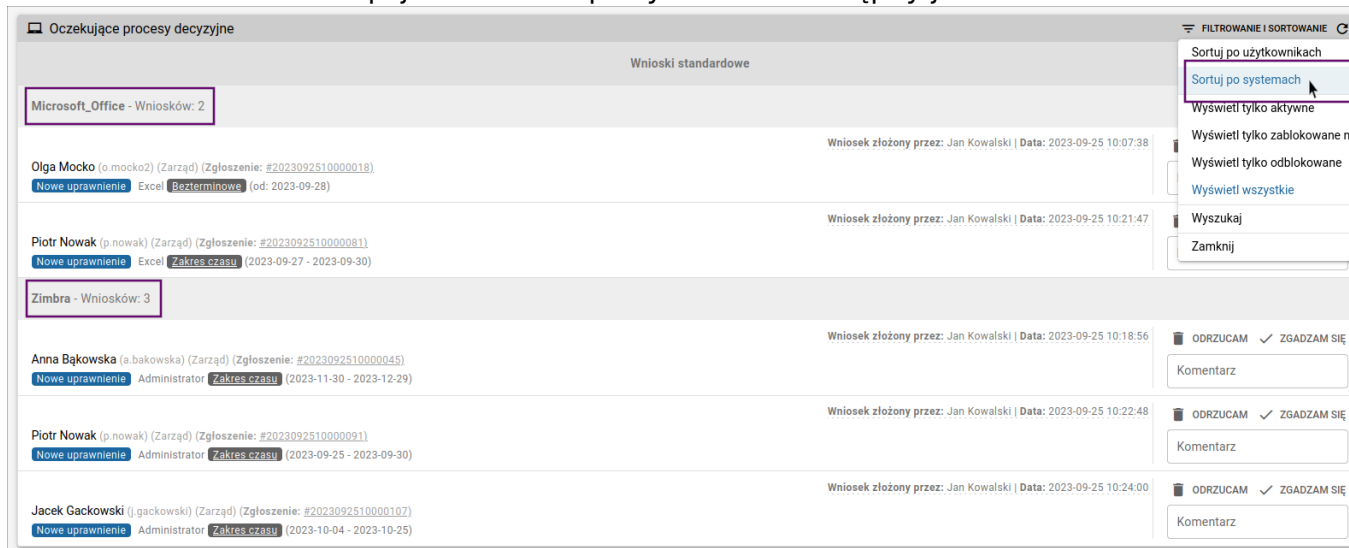 Oczekujące procesy decyzyjne
FILTROWANIE I SORTOWANIE
Wnioski standardowe
Sortuj po użytkownikach
Sortuj po systemach
Wyświetl tylko aktywne
Wyświetl tylko zablokowane
Wyświetl tylko odblokowane
Wyświetl wszystkie
Wyszukaj
Zamknij
Microsoft_Office - Wniosków: 2
Wniosek złożony przez: Jan Kowalski | Data: 2023-09-25 10:07:38
Olga Mocko (o.mocko2) (Zarząd) (Zgłoszenie: #2023092510000018)
Nowe uprawnienie Excel Bezterminowe (od: 2023-09-28)
Wniosek złożony przez: Jan Kowalski | Data: 2023-09-25 10:21:47
Piotr Nowak (p.nowak) (Zarząd) (Zgłoszenie: #2023092510000081)
Nowe uprawnienie Excel Zakres czasu (2023-09-27 - 2023-09-30)
Zimbra - Wniosków: 3
Wniosek złożony przez: Jan Kowalski | Data: 2023-09-25 10:18:56
ODRZUCAM ZGADZAM SIĘ
Anna Bąkowska (a.bakowska) (Zarząd) (Zgłoszenie: #2023092510000045)
Komentarz
Nowe uprawnienie Administrator Zakres czasu (2023-11-30 - 2023-12-29)
Wniosek złożony przez: Jan Kowalski | Data: 2023-09-25 10:22:48
ODRZUCAM ZGADZAM SIĘ
Piotr Nowak (p.nowak) (Zarząd) (Zgłoszenie: #2023092510000091)
Komentarz
Nowe uprawnienie Administrator Zakres czasu (2023-09-25 - 2023-09-30)
Wniosek złożony przez: Jan Kowalski | Data: 2023-09-25 10:24:00
ODRZUCAM ZGADZAM SIĘ
Jacek Gackowski (j.gackowski) (Zarząd) (Zgłoszenie: #2023092510000107)
Komentarz
Nowe uprawnienie Administrator Zakres czasu (2023-10-04 - 2023-10-25)